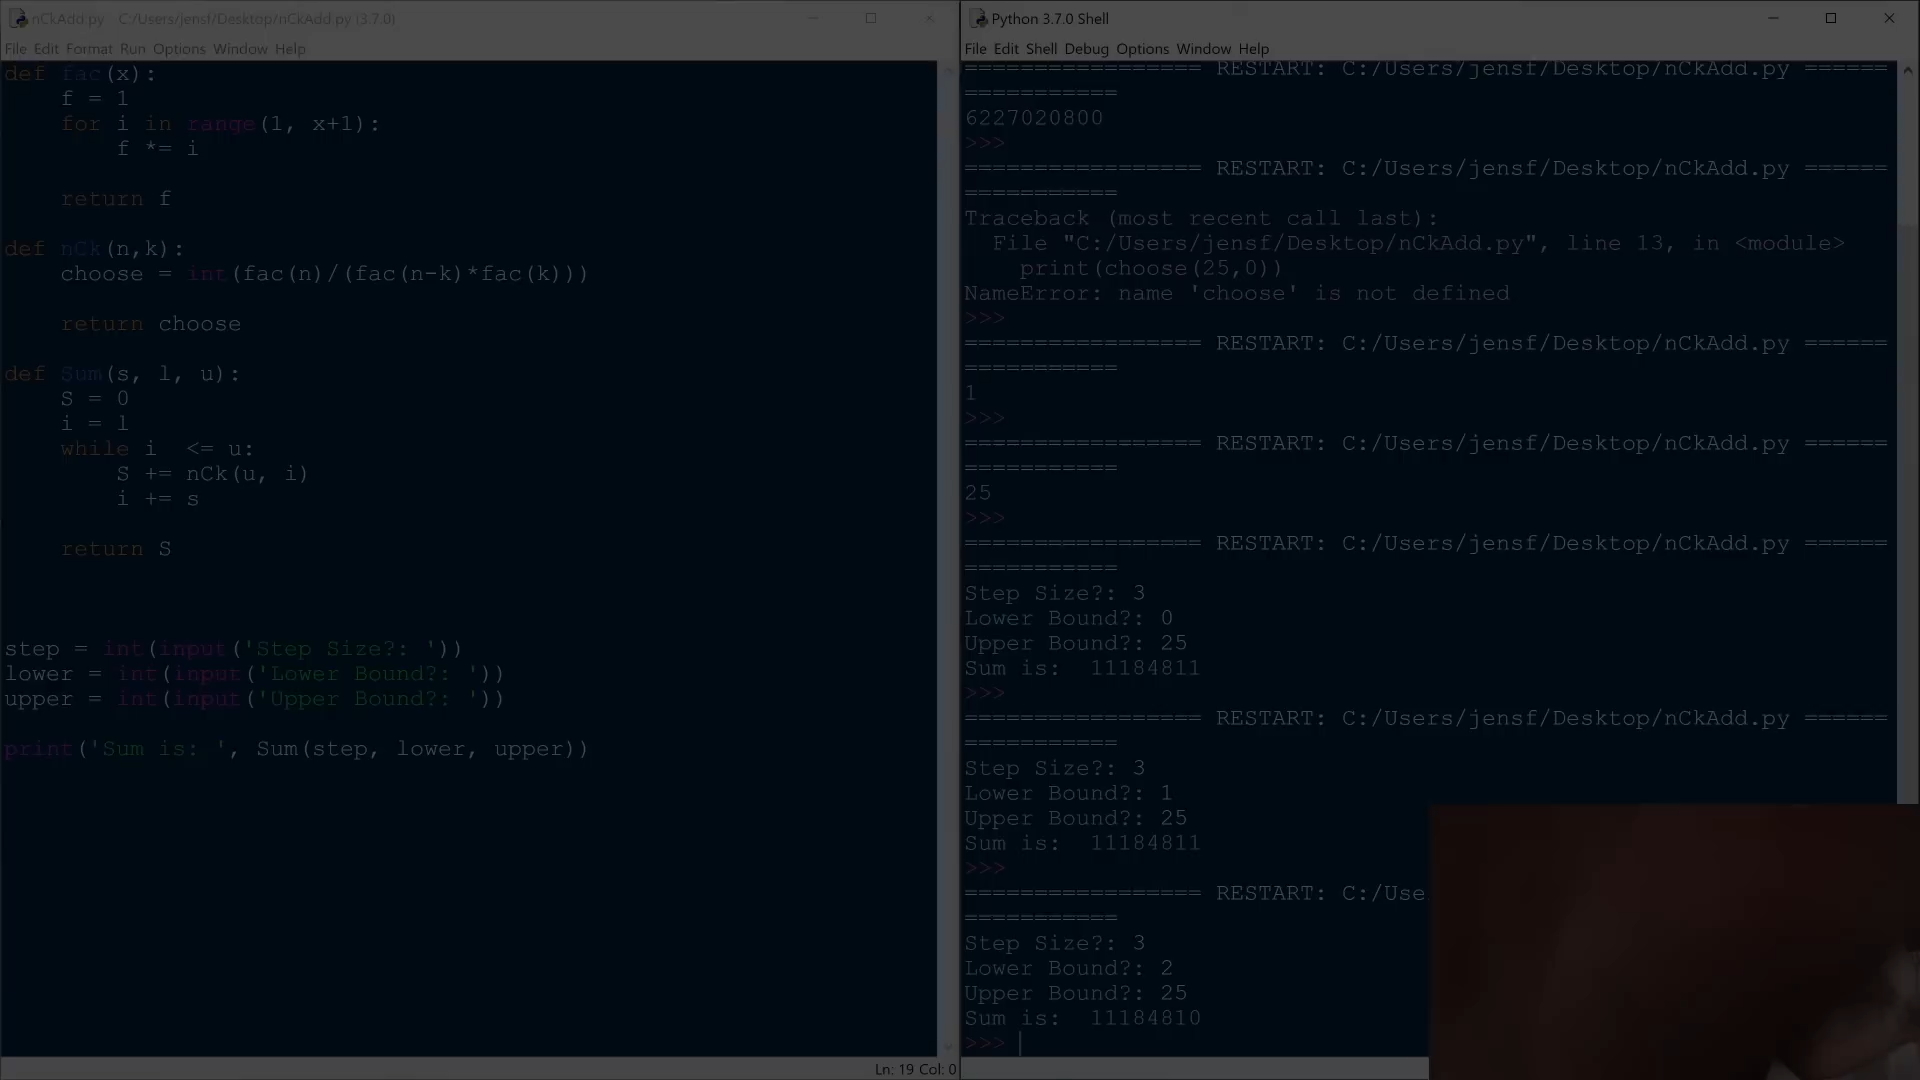 nCkAdd.py   C:/Users/jensf/Desktop/nCkAdd.py (3.7.0)
File Edit Format Run Options Window Help
def fac(x):
    f = 1
    for i in range(1, x+1):
        f *= i
    return f
def nCk(n,k):
    choose = int(fac(n)/(fac(n-k)*fac(k)))
    return choose
def Sum(s, l, u):
    S = 0
    i = l
    while i  <= u:
        S += nCk(u, i)
        i += s
    return S
step = int(input('Step Size?: '))
lower = int(input('Lower Bound?: '))
upper = int(input('Upper Bound?: '))
print('Sum is: ', Sum(step, lower, upper))
Ln: 19 Col: 0
Python 3.7.0 Shell
File Edit Shell Debug Options Window Help
================= RESTART: C:/Users/jensf/Desktop/nCkAdd.py ======
===========
6227020800
>>>
================= RESTART: C:/Users/jensf/Desktop/nCkAdd.py ======
===========
Traceback (most recent call last):
  File "C:/Users/jensf/Desktop/nCkAdd.py", line 13, in <module>
    print(choose(25,0))
NameError: name 'choose' is not defined
>>>
================= RESTART: C:/Users/jensf/Desktop/nCkAdd.py ======
===========
1
>>>
================= RESTART: C:/Users/jensf/Desktop/nCkAdd.py ======
===========
25
>>>
================= RESTART: C:/Users/jensf/Desktop/nCkAdd.py ======
===========
Step Size?: 3
Lower Bound?: 0
Upper Bound?: 25
Sum is:  11184811
>>>
================= RESTART: C:/Users/jensf/Desktop/nCkAdd.py ======
===========
Step Size?: 3
Lower Bound?: 1
Upper Bound?: 25
Sum is:  11184811
>>>
================= RESTART: C:/Use
===========
Step Size?: 3
Lower Bound?: 2
Upper Bound?: 25
Sum is:  11184810
>>>